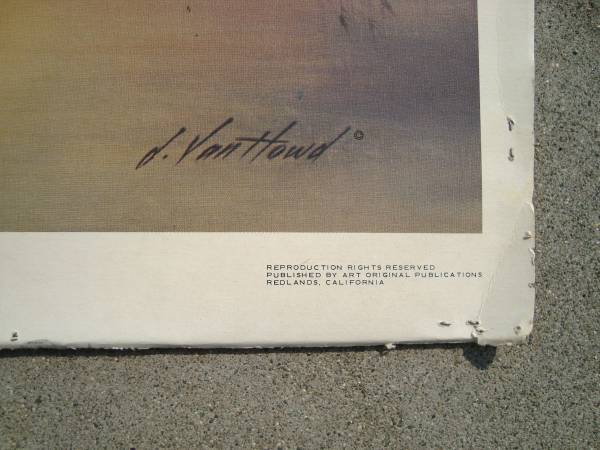 d. VanHowd ©
REPRODUCTION RIGHTS RESERVED
PUBLISHED BY ART ORIGINAL PUBLICATIONS
REDLANDS, CALIFORNIA